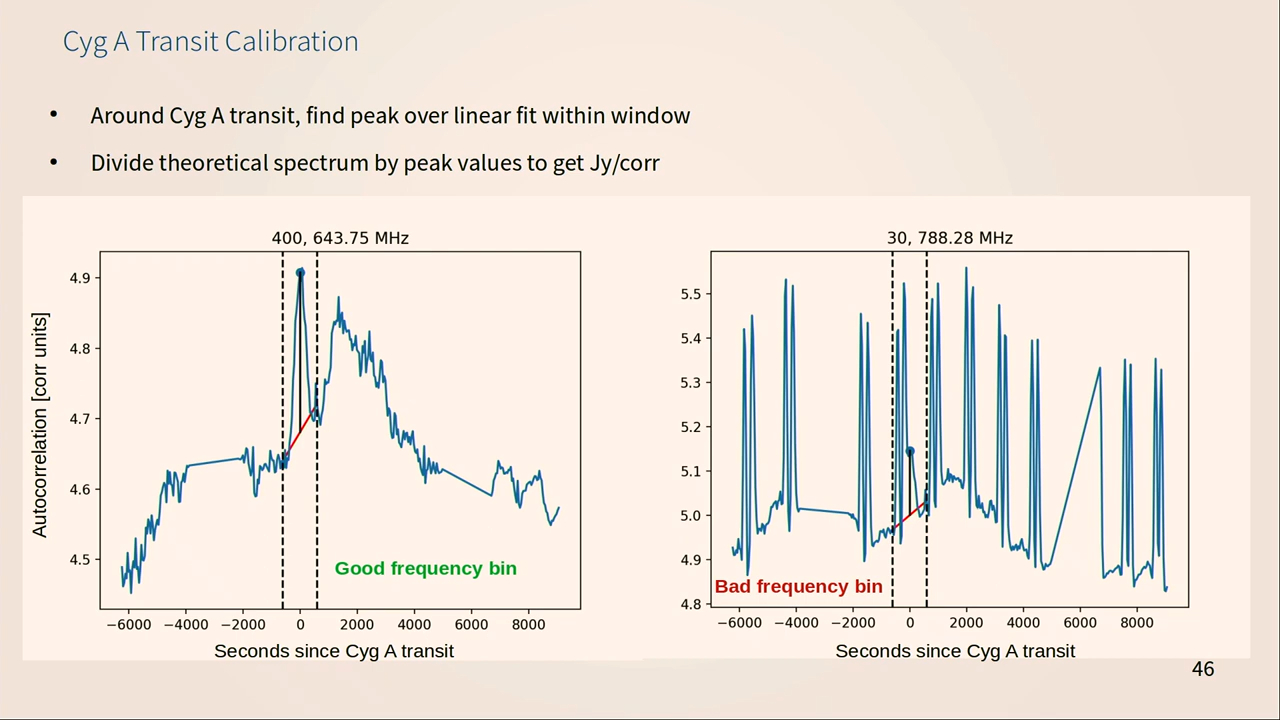 Cyg A Transit Calibration
• Around Cyg A transit, find peak over linear fit within window
• Divide theoretical spectrum by peak values to get Jy/corr
400, 643.75 MHz
Autocorrelation [corr units]
4.9
4.8
4.7
4.6
4.5
Good frequency bin
−6000 −4000 −2000 0 2000 4000 6000 8000
Seconds since Cyg A transit
30, 788.28 MHz
5.5
5.4
5.3
5.2
5.1
5.0
4.9
4.8
Bad frequency bin
−6000 −4000 −2000 0 2000 4000 6000 8000
Seconds since Cyg A transit
46